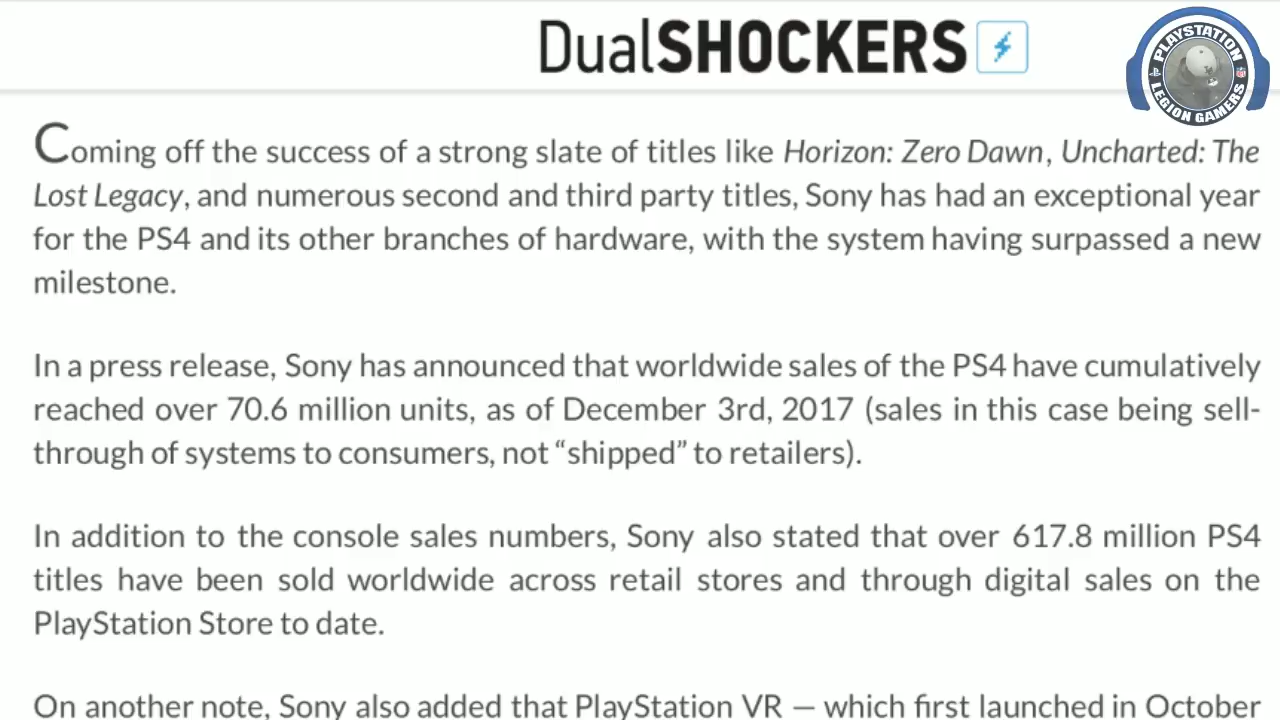 DualSHOCKERS
PLAYSTATION
LEGION GAMERS
Coming off the success of a strong slate of titles like Horizon: Zero Dawn, Uncharted: The
Lost Legacy, and numerous second and third party titles, Sony has had an exceptional year
for the PS4 and its other branches of hardware, with the system having surpassed a new
milestone.
In a press release, Sony has announced that worldwide sales of the PS4 have cumulatively
reached over 70.6 million units, as of December 3rd, 2017 (sales in this case being sell-
through of systems to consumers, not “shipped” to retailers).
In addition to the console sales numbers, Sony also stated that over 617.8 million PS4
titles have been sold worldwide across retail stores and through digital sales on the
PlayStation Store to date.
On another note, Sony also added that PlayStation VR — which first launched in October